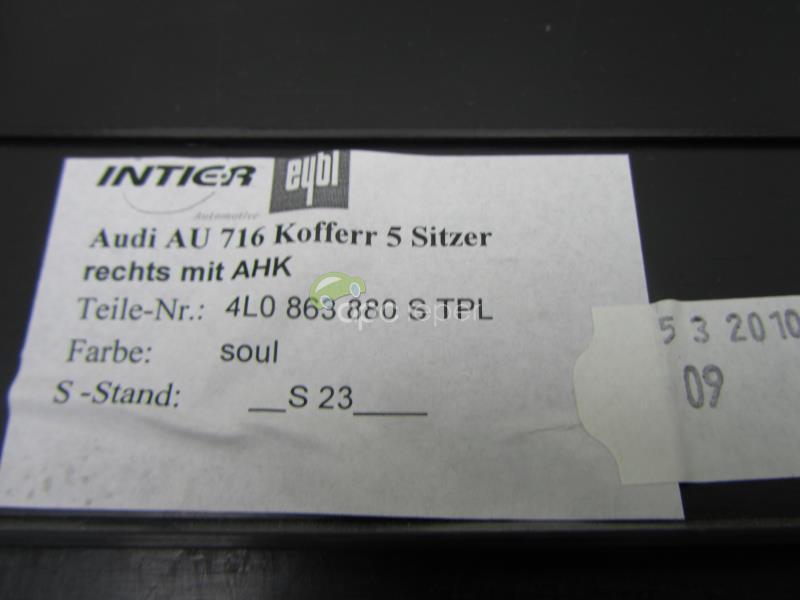 INTIER eybl
Automotive
Audi AU 716 Kofferr 5 Sitzer
rechts mit AHK
Teile-Nr.: 4L0 863 880 S TPL
Farbe: soul
S -Stand: __S 23____
5 3 2010
09